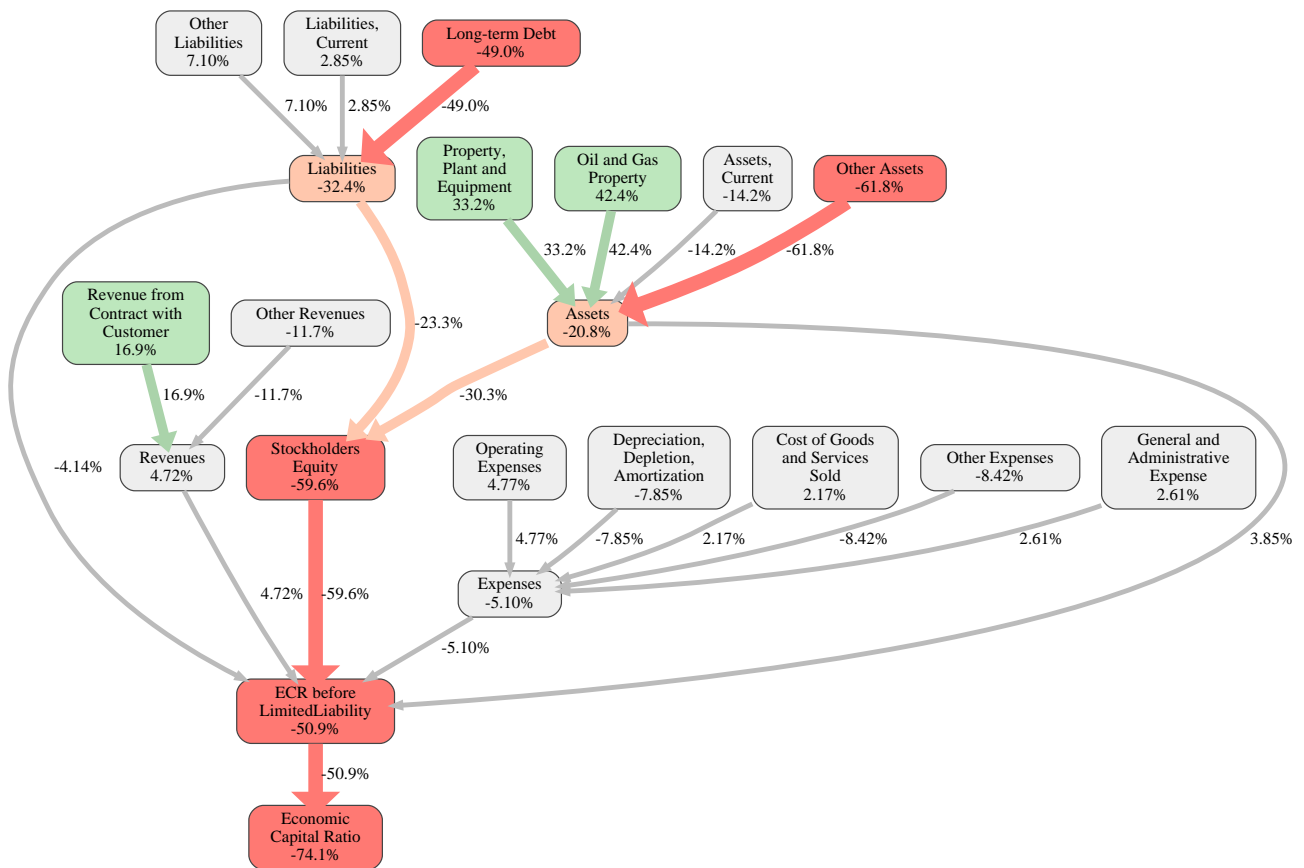 Other
Liabilities
7.10%
Liabilities,
Current
2.85%
Long-term Debt
-49.0%
7.10%
2.85%
-49.0%
Liabilities
-32.4%
Property,
Plant and
Equipment
33.2%
Oil and Gas
Property
42.4%
Assets,
Current
-14.2%
Other Assets
-61.8%
33.2%
42.4%
-14.2%
-61.8%
Revenue from
Contract with
Customer
16.9%
Other Revenues
-11.7%
-23.3%
Assets
-20.8%
16.9%
-11.7%
-30.3%
-4.14%
Revenues
4.72%
Stockholders
Equity
-59.6%
Operating
Expenses
4.77%
Depreciation,
Depletion,
Amortization
-7.85%
Cost of Goods
and Services
Sold
2.17%
Other Expenses
-8.42%
General and
Administrative
Expense
2.61%
4.77%
-7.85%
2.17%
-8.42%
2.61%
3.85%
4.72%
-59.6%
Expenses
-5.10%
-5.10%
ECR before
LimitedLiability
-50.9%
-50.9%
Economic
Capital Ratio
-74.1%